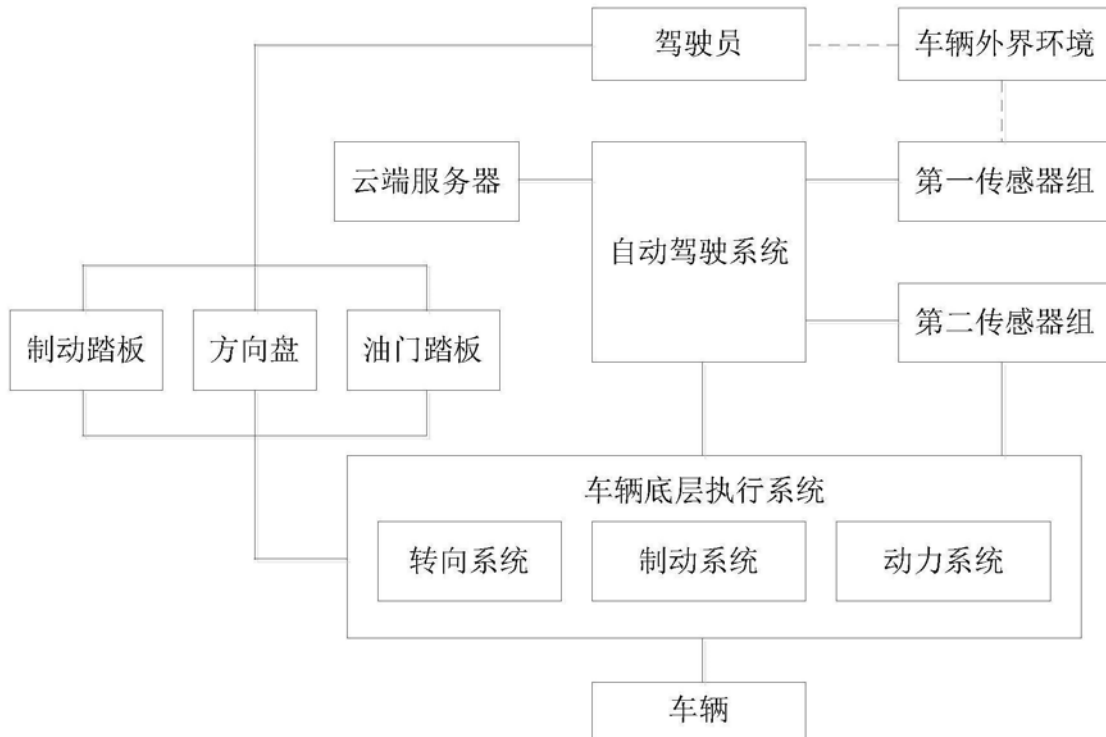 驾驶员
车辆外界环境
云端服务器
自动驾驶系统
第一传感器组
第二传感器组
制动踏板
方向盘
油门踏板
车辆底层执行系统
转向系统
制动系统
动力系统
车辆